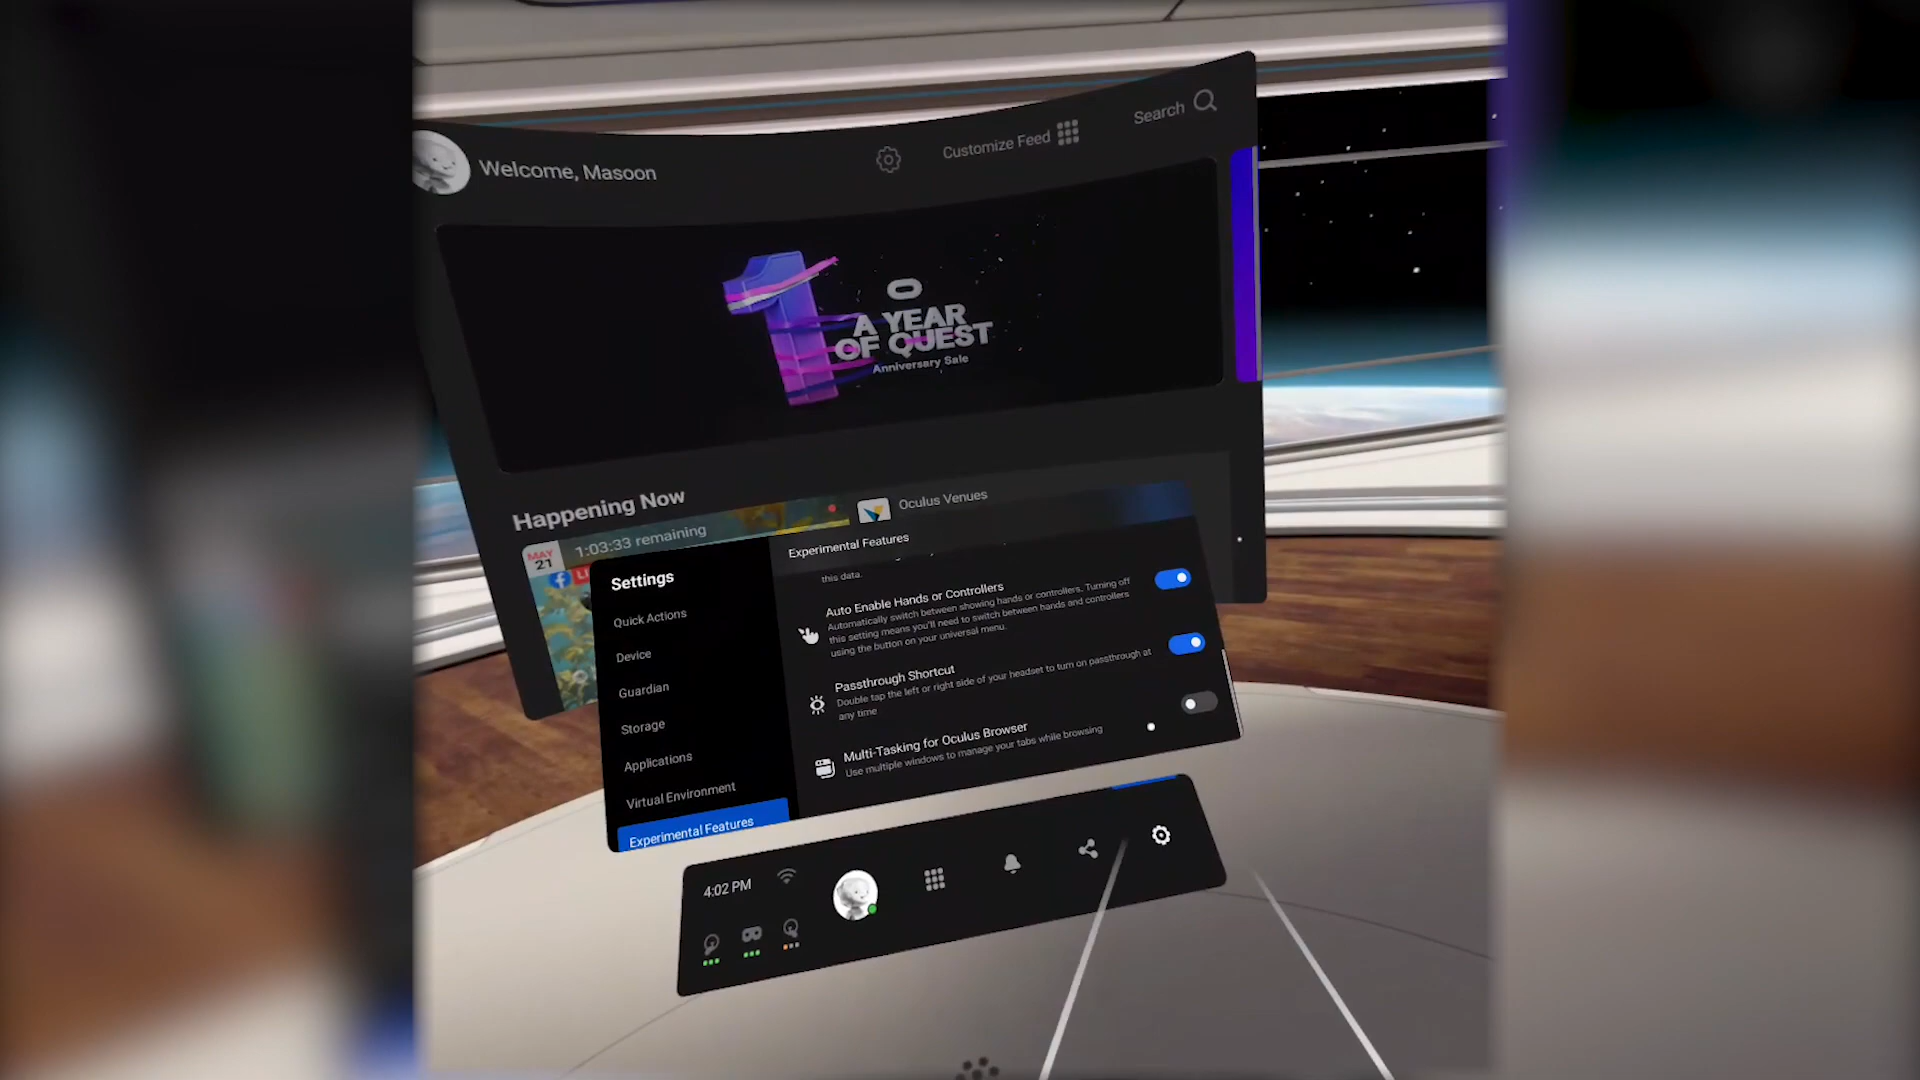 Welcome, Masoon
Customize Feed
Search
A YEAR
OF QUEST
Anniversary Sale
Happening Now
Oculus Venues
MAY
21
1:03:33 remaining
Settings
Quick Actions
Device
Guardian
Storage
Applications
Virtual Environment
Experimental Features
Experimental Features
this data.
Auto Enable Hands or Controllers
Automatically switch between showing hands or controllers. Turning off
this setting means you'll need to switch between hands and controllers
using the button on your universal menu.
Passthrough Shortcut
Double tap the left or right side of your headset to turn on passthrough at
any time
Multi-Tasking for Oculus Browser
Use multiple windows to manage your tabs while browsing
4:02 PM